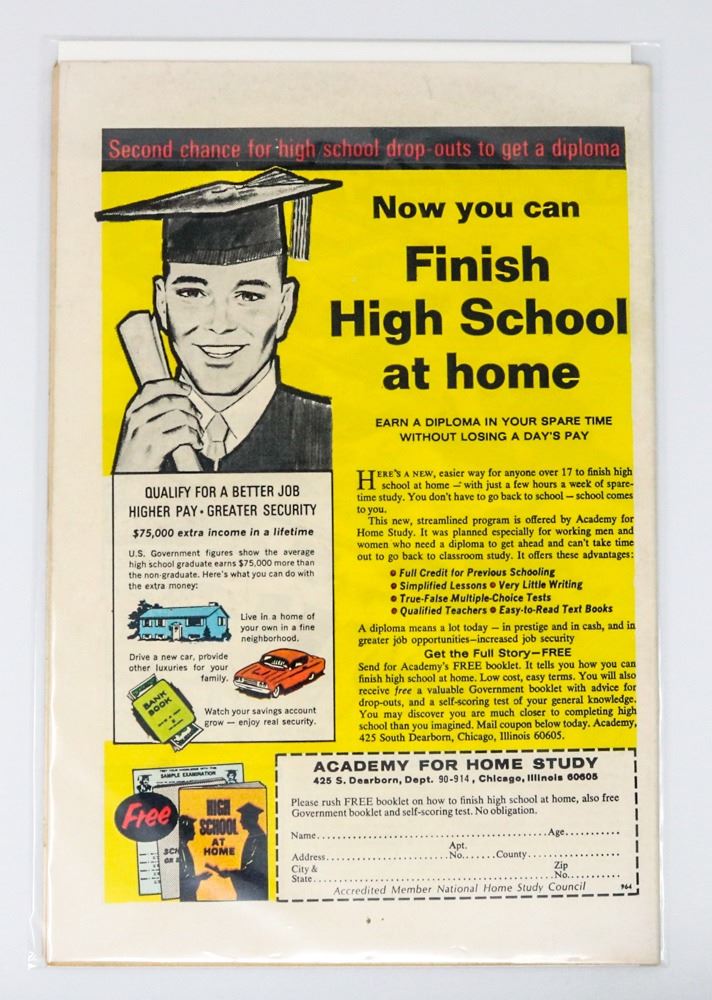 Second chance for high school drop-outs to get a diploma
Now you can
Finish
High School
at home
EARN A DIPLOMA IN YOUR SPARE TIME
WITHOUT LOSING A DAY'S PAY
QUALIFY FOR A BETTER JOB
HIGHER PAY • GREATER SECURITY
$75,000 extra income in a lifetime
U.S. Government figures show the average
high school graduate earns $75,000 more than
the non-graduate. Here's what you can do with
the extra money:
Live in a home of
your own in a fine
neighborhood.
Drive a new car, provide
other luxuries for your
family.
BANK
BOOK
Watch your savings account
grow — enjoy real security.
HERE'S A NEW, easier way for anyone over 17 to finish high
school at home — with just a few hours a week of spare-
time study. You don't have to go back to school — school comes
to you.
This new, streamlined program is offered by Academy for
Home Study. It was planned especially for working men and
women who need a diploma to get ahead and can't take time
out to go back to classroom study. It offers these advantages:
• Full Credit for Previous Schooling
• Simplified Lessons • Very Little Writing
• True-False Multiple-Choice Tests
• Qualified Teachers • Easy-to-Read Text Books
A diploma means a lot today — in prestige and in cash, and in
greater job opportunities—increased job security
Get the Full Story—FREE
Send for Academy's FREE booklet. It tells you how you can
finish high school at home. Low cost, easy terms. You will also
receive free a valuable Government booklet with advice for
drop-outs, and a self-scoring test of your general knowledge.
You may discover you are much closer to completing high
school than you imagined. Mail coupon below today. Academy,
425 South Dearborn, Chicago, Illinois 60605.
SAMPLE EXAMINATION
Free
HIGH
SCHOOL
AT
HOME
ACADEMY FOR HOME STUDY
425 S. Dearborn, Dept. 90-914, Chicago, Illinois 60605
Please rush FREE booklet on how to finish high school at home, also free
Government booklet and self-scoring test. No obligation.
Name.......... Age..........
Address.......... Apt. No....... County..........
City & State.......... Zip No..........
Accredited Member National Home Study Council
964